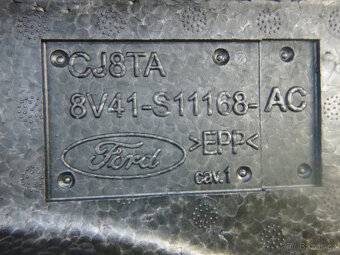 CJ8TA
8V41-S11168-AC
Ford >EPP<
cav.1